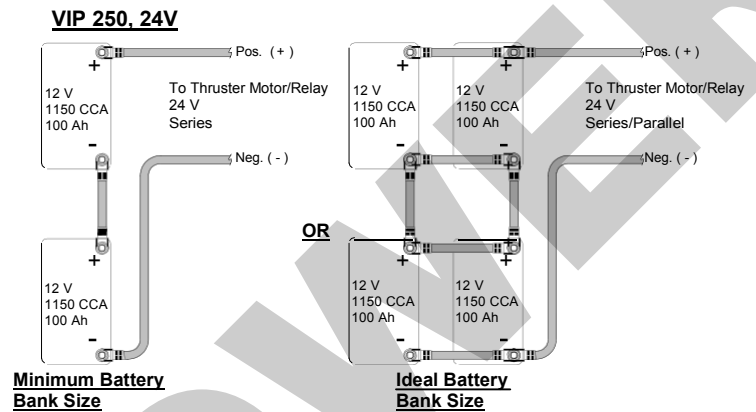 VIP 250, 24V
Pos. ( + )
+
12 V
1150 CCA
100 Ah
-
To Thruster Motor/Relay
24 V
Series
Neg. ( - )
+
12 V
1150 CCA
100 Ah
-
Minimum Battery
Bank Size
OR
Pos. ( + )
+
+
12 V
1150 CCA
100 Ah
12 V
1150 CCA
100 Ah
-
-
To Thruster Motor/Relay
24 V
Series/Parallel
Neg. ( - )
+
+
12 V
1150 CCA
100 Ah
12 V
1150 CCA
100 Ah
-
-
Ideal Battery
Bank Size